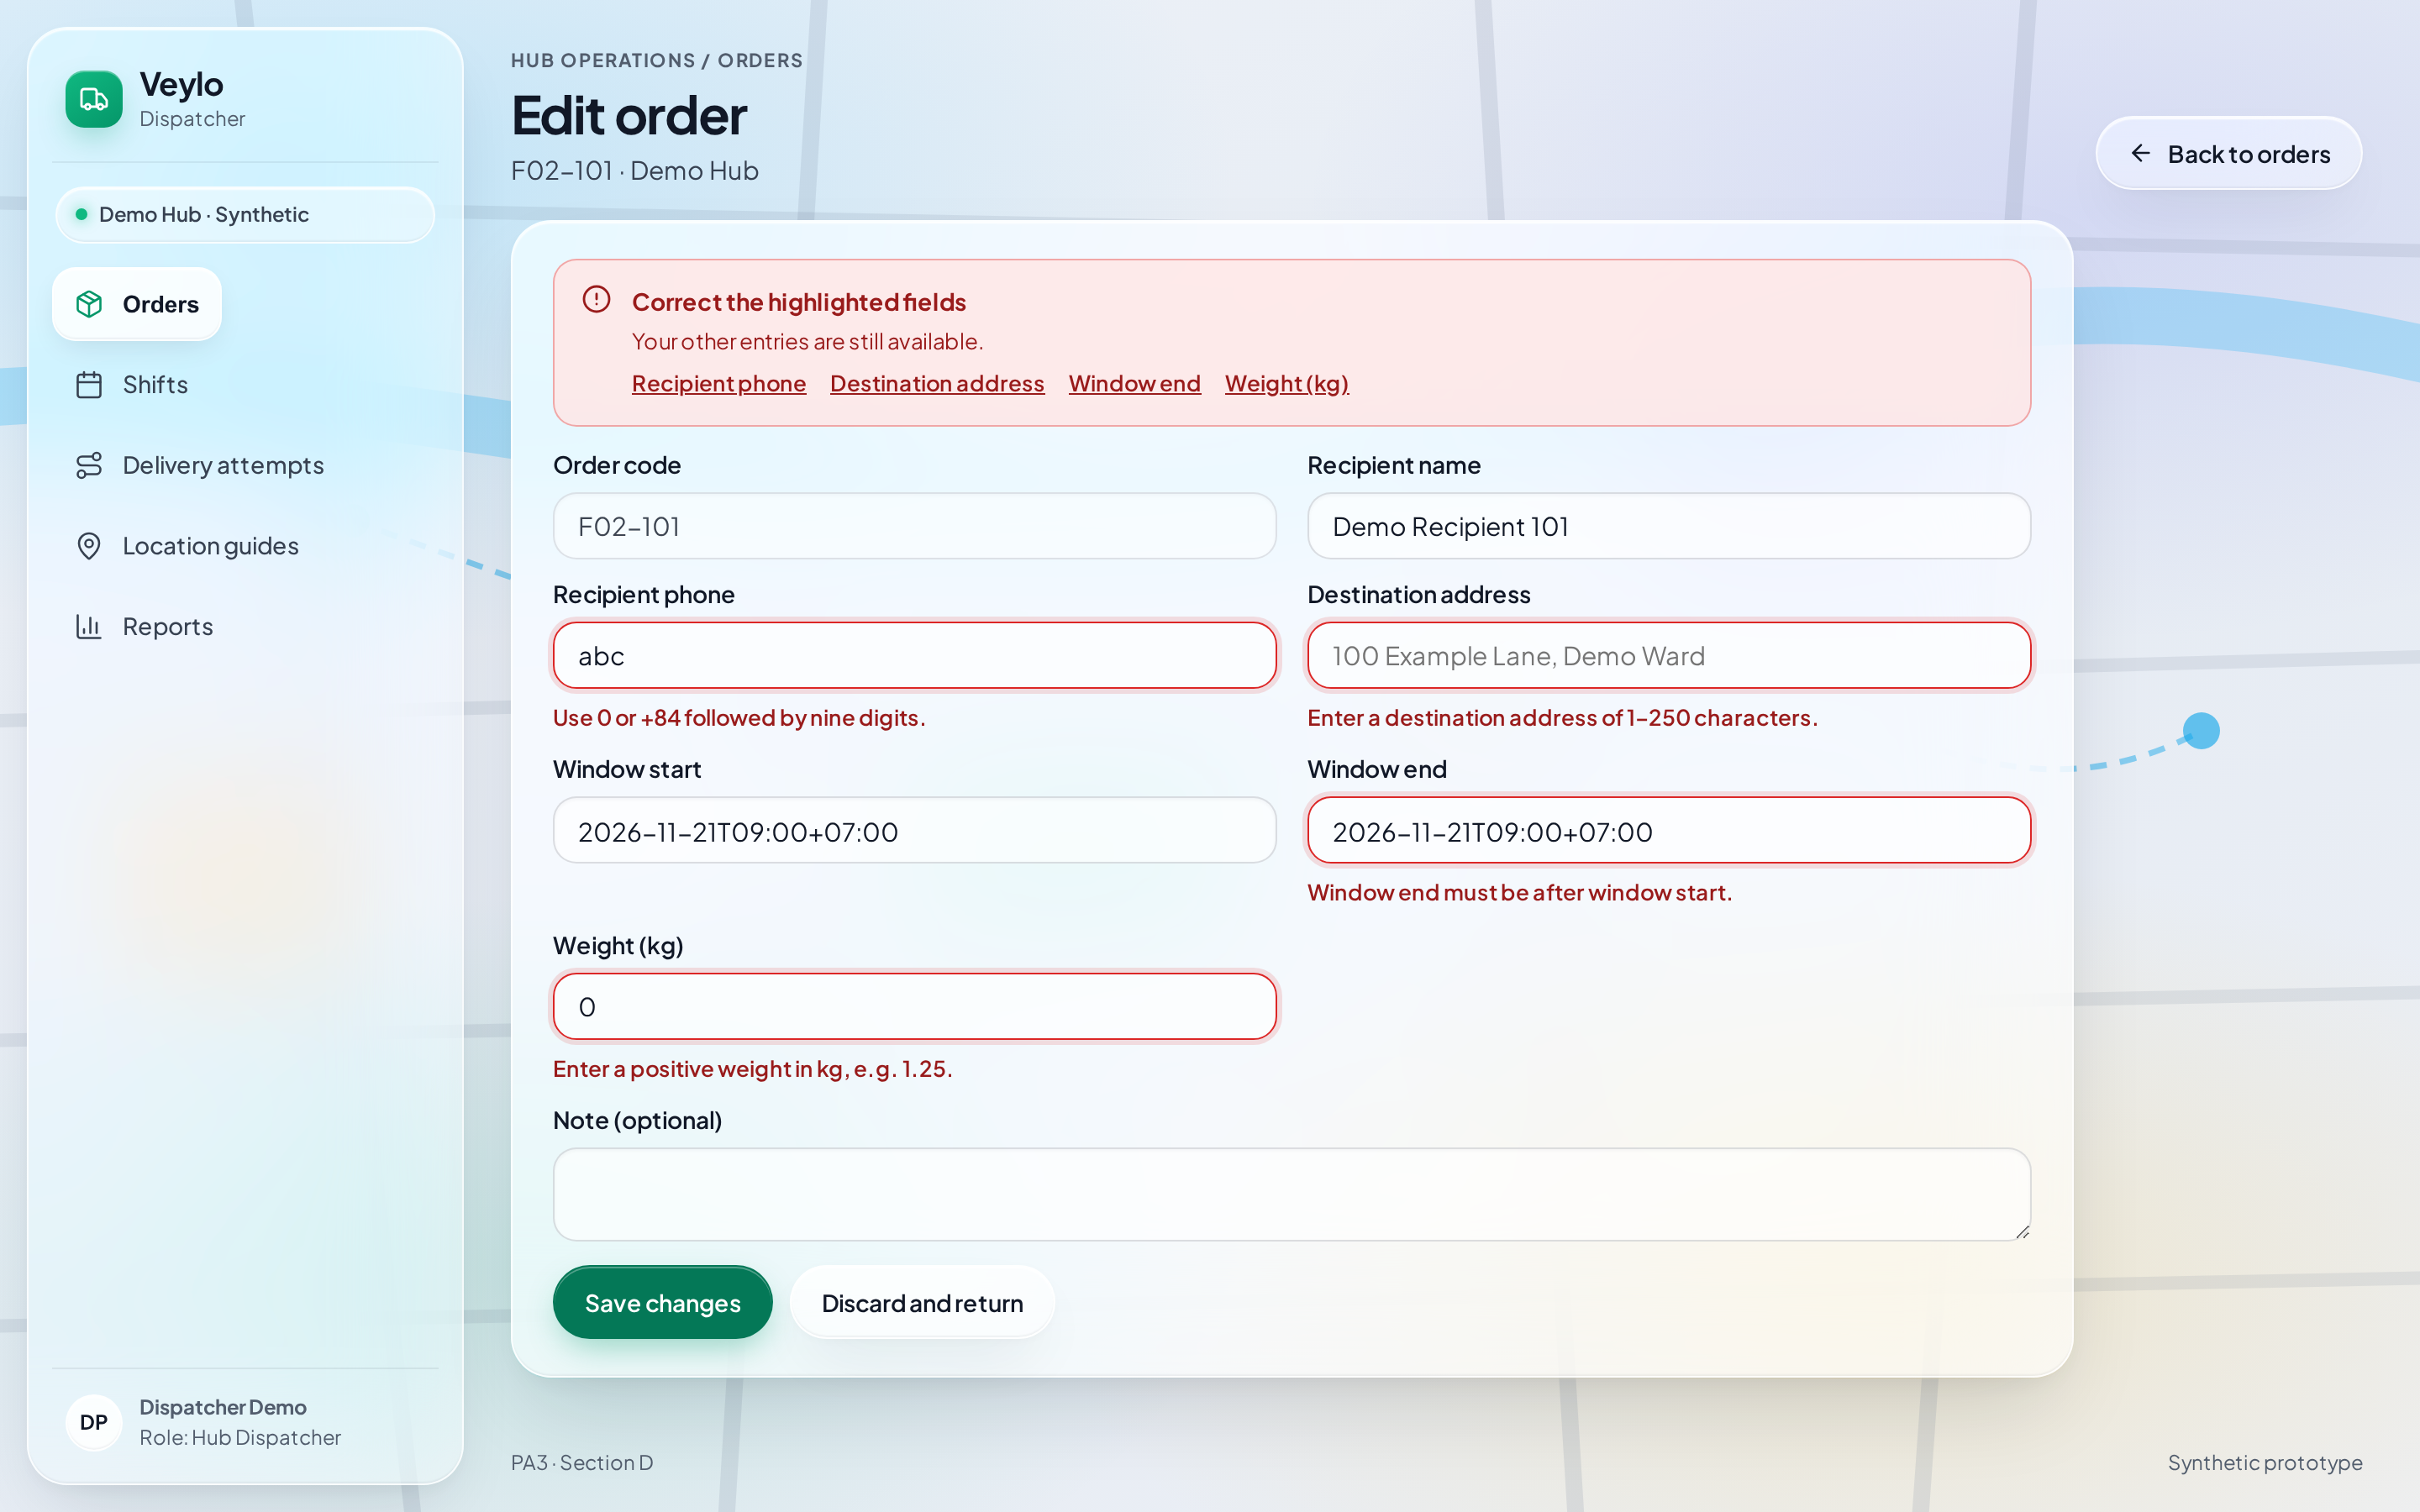 Veylo
Dispatcher
Demo Hub · Synthetic
Orders
Shifts
Delivery attempts
Location guides
Reports
DP
Dispatcher Demo
Role: Hub Dispatcher
HUB OPERATIONS / ORDERS
Edit order
F02–101 · Demo Hub
Back to orders
Correct the highlighted fields
Your other entries are still available.
Recipient phone Destination address Window end Weight (kg)
Order code
F02–101
Recipient name
Demo Recipient 101
Recipient phone
abc
Use 0 or +84 followed by nine digits.
Destination address
100 Example Lane, Demo Ward
Enter a destination address of 1–250 characters.
Window start
2026–11–21T09:00+07:00
Window end
2026–11–21T09:00+07:00
Window end must be after window start.
Weight (kg)
0
Enter a positive weight in kg, e.g. 1.25.
Note (optional)
Save changes
Discard and return
PA3 · Section D
Synthetic prototype